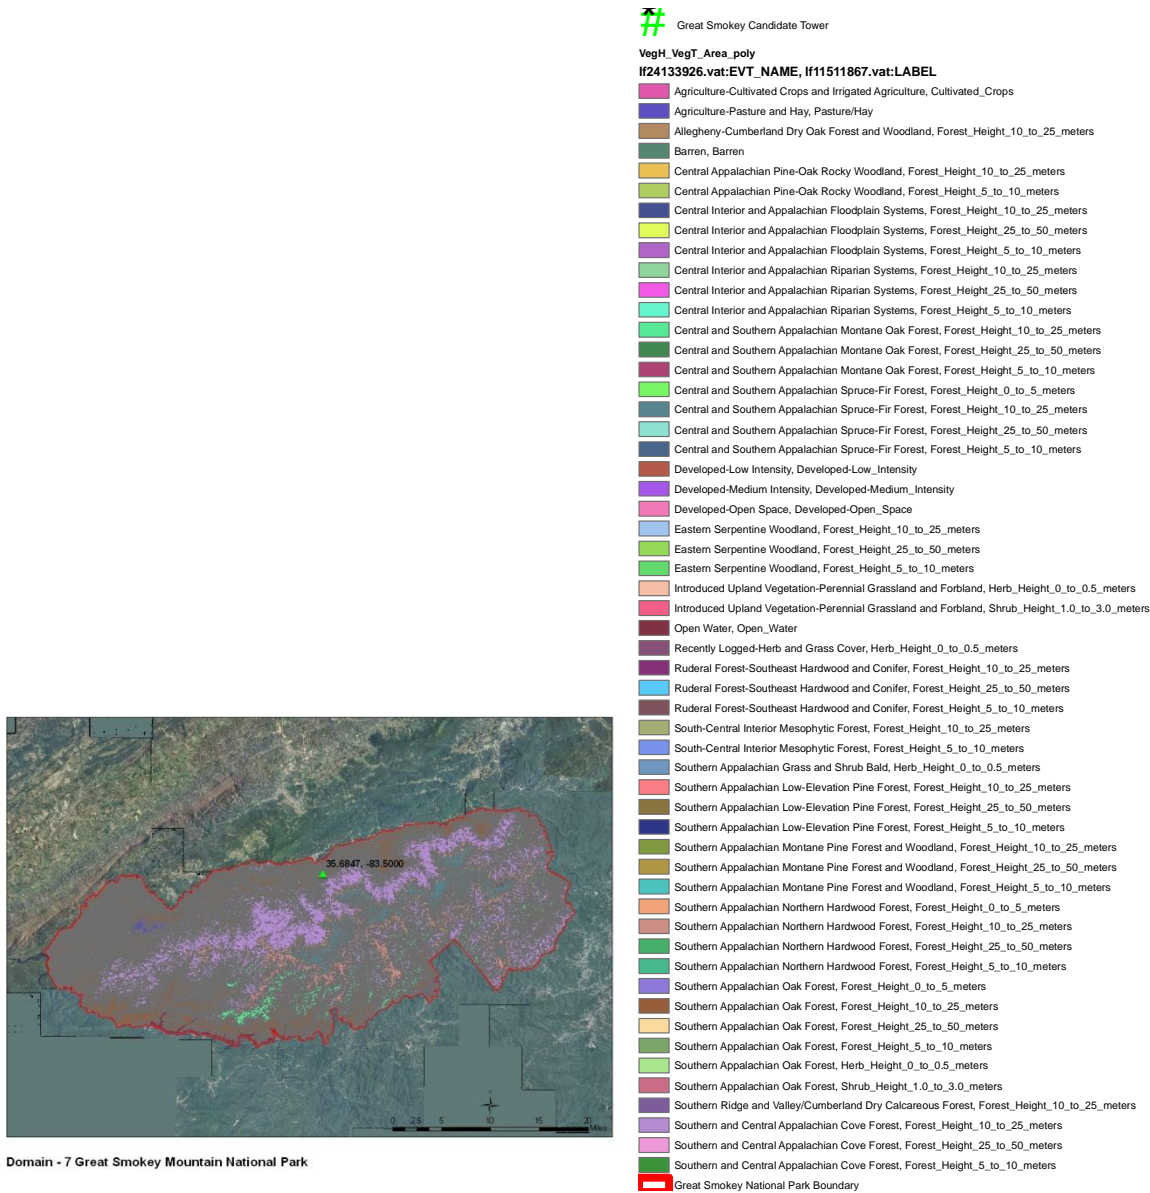 Great Smokey Candidate Tower
VegH_VegT_Area_poly
lf24133926.vat:EVT_NAME, lf11511867.vat:LABEL
Agriculture-Cultivated Crops and Irrigated Agriculture, Cultivated_Crops
Agriculture-Pasture and Hay, Pasture/Hay
Allegheny-Cumberland Dry Oak Forest and Woodland, Forest_Height_10_to_25_meters
Barren, Barren
Central Appalachian Pine-Oak Rocky Woodland, Forest_Height_10_to_25_meters
Central Appalachian Pine-Oak Rocky Woodland, Forest_Height_5_to_10_meters
Central Interior and Appalachian Floodplain Systems, Forest_Height_10_to_25_meters
Central Interior and Appalachian Floodplain Systems, Forest_Height_25_to_50_meters
Central Interior and Appalachian Floodplain Systems, Forest_Height_5_to_10_meters
Central Interior and Appalachian Riparian Systems, Forest_Height_10_to_25_meters
Central Interior and Appalachian Riparian Systems, Forest_Height_25_to_50_meters
Central Interior and Appalachian Riparian Systems, Forest_Height_5_to_10_meters
Central and Southern Appalachian Montane Oak Forest, Forest_Height_10_to_25_meters
Central and Southern Appalachian Montane Oak Forest, Forest_Height_25_to_50_meters
Central and Southern Appalachian Montane Oak Forest, Forest_Height_5_to_10_meters
Central and Southern Appalachian Spruce-Fir Forest, Forest_Height_0_to_5_meters
Central and Southern Appalachian Spruce-Fir Forest, Forest_Height_10_to_25_meters
Central and Southern Appalachian Spruce-Fir Forest, Forest_Height_25_to_50_meters
Central and Southern Appalachian Spruce-Fir Forest, Forest_Height_5_to_10_meters
Developed-Low Intensity, Developed-Low_Intensity
Developed-Medium Intensity, Developed-Medium_Intensity
Developed-Open Space, Developed-Open_Space
Eastern Serpentine Woodland, Forest_Height_10_to_25_meters
Eastern Serpentine Woodland, Forest_Height_25_to_50_meters
Eastern Serpentine Woodland, Forest_Height_5_to_10_meters
Introduced Upland Vegetation-Perennial Grassland and Forbland, Herb_Height_0_to_0.5_meters
Introduced Upland Vegetation-Perennial Grassland and Forbland, Shrub_Height_1.0_to_3.0_meters
Open Water, Open_Water
Recently Logged-Herb and Grass Cover, Herb_Height_0_to_0.5_meters
Ruderal Forest-Southeast Hardwood and Conifer, Forest_Height_10_to_25_meters
Ruderal Forest-Southeast Hardwood and Conifer, Forest_Height_25_to_50_meters
Ruderal Forest-Southeast Hardwood and Conifer, Forest_Height_5_to_10_meters
South-Central Interior Mesophytic Forest, Forest_Height_10_to_25_meters
South-Central Interior Mesophytic Forest, Forest_Height_5_to_10_meters
Southern Appalachian Grass and Shrub Bald, Herb_Height_0_to_0.5_meters
Southern Appalachian Low-Elevation Pine Forest, Forest_Height_10_to_25_meters
Southern Appalachian Low-Elevation Pine Forest, Forest_Height_25_to_50_meters
Southern Appalachian Low-Elevation Pine Forest, Forest_Height_5_to_10_meters
Southern Appalachian Montane Pine Forest and Woodland, Forest_Height_10_to_25_meters
Southern Appalachian Montane Pine Forest and Woodland, Forest_Height_25_to_50_meters
Southern Appalachian Montane Pine Forest and Woodland, Forest_Height_5_to_10_meters
Southern Appalachian Northern Hardwood Forest, Forest_Height_0_to_5_meters
Southern Appalachian Northern Hardwood Forest, Forest_Height_10_to_25_meters
Southern Appalachian Northern Hardwood Forest, Forest_Height_25_to_50_meters
Southern Appalachian Northern Hardwood Forest, Forest_Height_5_to_10_meters
Southern Appalachian Oak Forest, Forest_Height_0_to_5_meters
Southern Appalachian Oak Forest, Forest_Height_10_to_25_meters
Southern Appalachian Oak Forest, Forest_Height_25_to_50_meters
Southern Appalachian Oak Forest, Forest_Height_5_to_10_meters
Southern Appalachian Oak Forest, Herb_Height_0_to_0.5_meters
Southern Appalachian Oak Forest, Shrub_Height_1.0_to_3.0_meters
Southern Ridge and Valley/Cumberland Dry Calcareous Forest, Forest_Height_10_to_25_meters
Southern and Central Appalachian Cove Forest, Forest_Height_10_to_25_meters
Southern and Central Appalachian Cove Forest, Forest_Height_25_to_50_meters
Southern and Central Appalachian Cove Forest, Forest_Height_5_to_10_meters
Great Smokey National Park Boundary
35.6847, -83.5000
0 2.5 5 10 15 20
Miles
Domain - 7 Great Smokey Mountain National Park